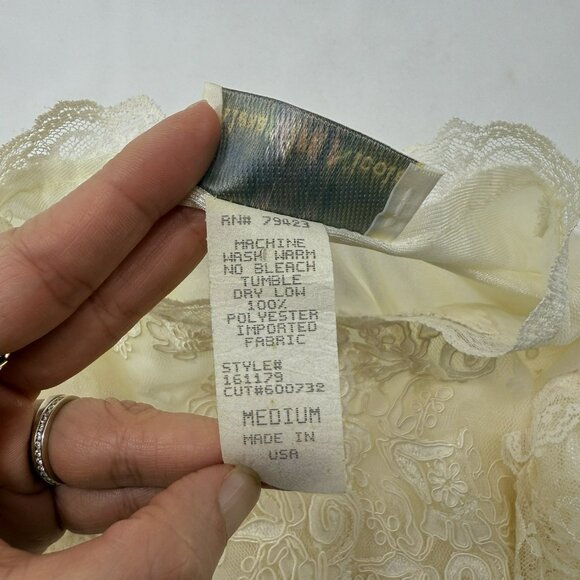 RN# 79423
MACHINE
WASH WARM
NO BLEACH
TUMBLE
DRY LOW
100%
POLYESTER
IMPORTED
FABRIC
STYLE#
161179
CUT#600732
MEDIUM
MADE IN
USA